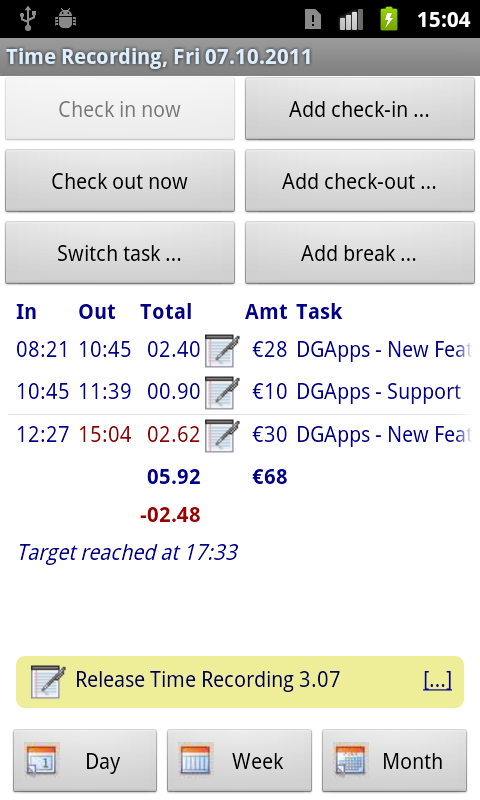 15:04
Time Recording, Fri 07.10.2011
Check in now Add check-in ...
Check out now Add check-out ...
Switch task ... Add break ...
In Out Total Amt Task
08:21 10:45 02.40 €28 DGApps - New Feat
10:45 11:39 00.90 €10 DGApps - Support
12:27 15:04 02.62 €30 DGApps - New Feat
05.92 €68
-02.48
Target reached at 17:33
Release Time Recording 3.07 [...]
Day Week Month